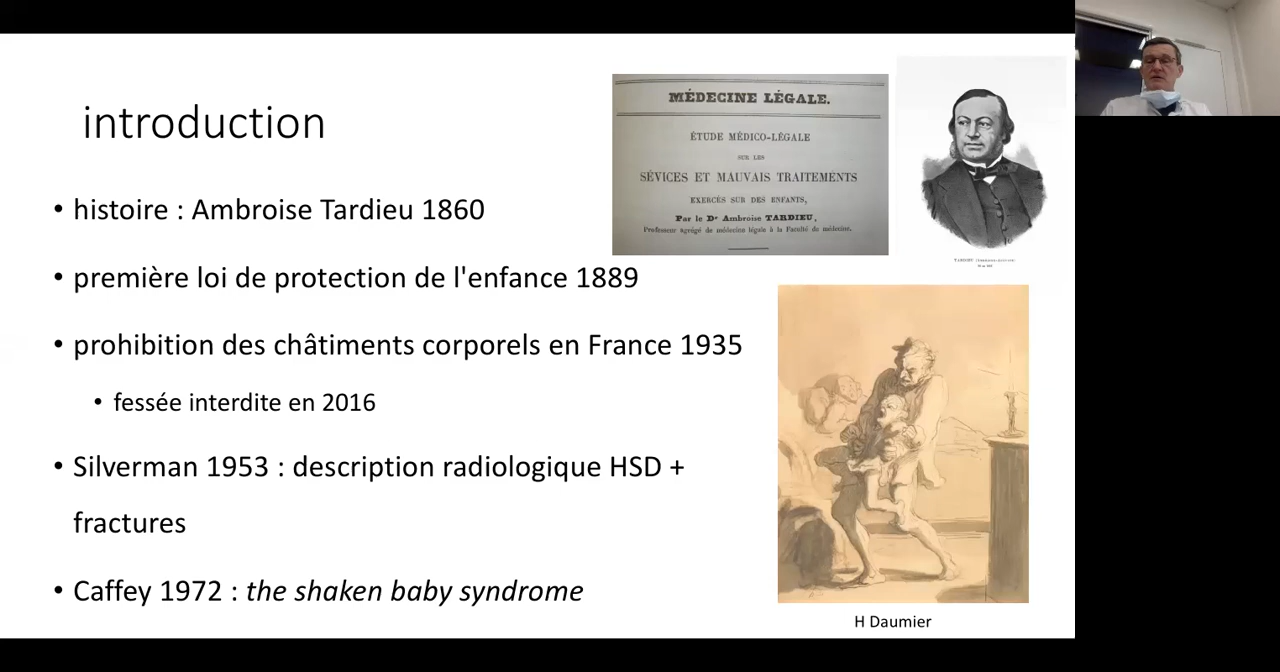 introduction
• histoire : Ambroise Tardieu 1860
• première loi de protection de l'enfance 1889
• prohibition des châtiments corporels en France 1935
• fessée interdite en 2016
• Silverman 1953 : description radiologique HSD +
fractures
• Caffey 1972 : the shaken baby syndrome
MÉDECINE LÉGALE.
ÉTUDE MÉDICO-LÉGALE
SUR LES
SÉVICES ET MAUVAIS TRAITEMENTS
EXERCÉS SUR DES ENFANTS,
Par le Dr Ambroise TARDIEU,
Professeur agrégé de médecine légale à la Faculté de médecine.
TARDIEU
H Daumier